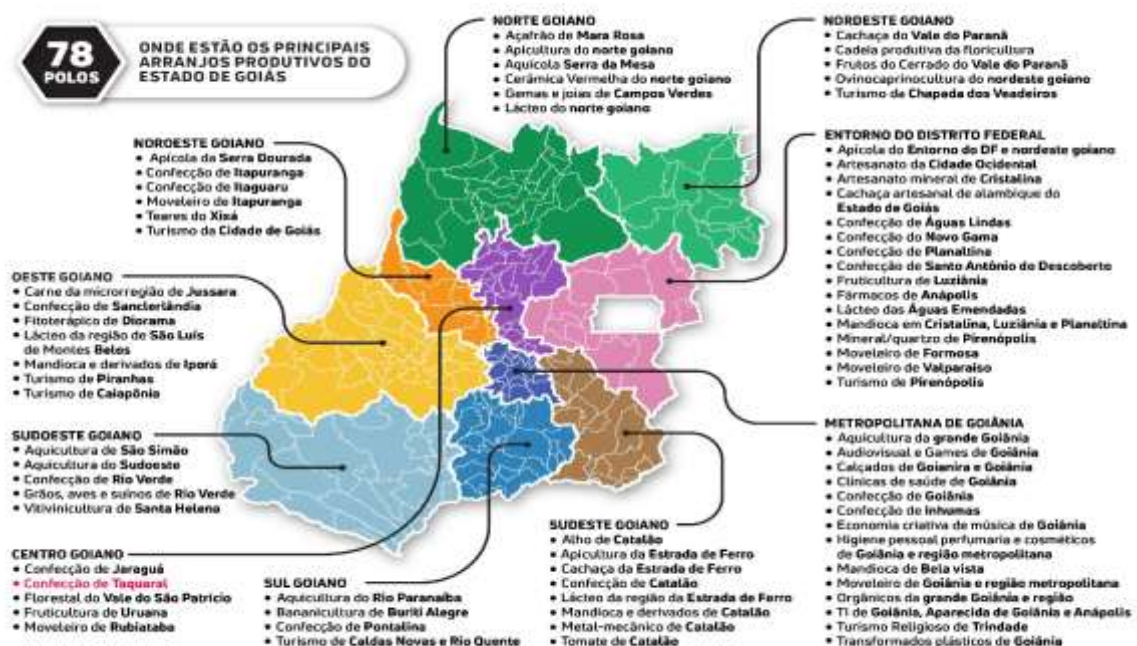 78
POLOS
ONDE ESTÃO OS PRINCIPAIS
ARRANJOS PRODUTIVOS DO
ESTADO DE GOIÁS
NORTE GOIANO
• Açafrão de Mara Rosa
• Apicultura do norte goiano
• Aquícola Serra da Mesa
• Cerâmica Vermelha do norte goiano
• Gemas e joias de Campos Verdes
• Lácteo do norte goiano
NORDESTE GOIANO
• Cachaça do Vale do Paranã
• Cadeia produtiva da floricultura
• Frutos do Cerrado do Vale do Paranã
• Ovinocaprinocultura do nordeste goiano
• Turismo da Chapada dos Veadeiros
NOROESTE GOIANO
• Apícola da Serra Dourada
• Confecção de Itapuranga
• Confecção de Itaguaru
• Moveleiro de Itapuranga
• Teares do Xixá
• Turismo da Cidade de Goiás
ENTORNO DO DISTRITO FEDERAL
• Apícola do Entorno do DF e nordeste goiano
• Artesanato da Cidade Ocidental
• Artesanato mineral de Cristalina
• Cachaça artesanal de alambique do
Estado de Goiás
• Confecção de Águas Lindas
• Confecção do Novo Gama
• Confecção de Planaltina
• Confecção de Santo Antônio do Descoberto
• Fruticultura de Luziânia
• Fármacos de Anápolis
• Lácteo das Águas Emendadas
• Mandioca em Cristalina, Luziânia e Planaltina
• Mineral/quartzo de Pirenópolis
• Moveleiro de Formosa
• Moveleiro de Valparaiso
• Turismo de Pirenópolis
OESTE GOIANO
• Carne da microrregião de Jussara
• Confecção de Sanclerlândia
• Fitoterápico de Diorama
• Lácteo da região de São Luís
de Montes Belos
• Mandioca e derivados de Iporá
• Turismo de Piranhas
• Turismo de Caiapônia
SUDOESTE GOIANO
• Aquicultura de São Simão
• Aquicultura do Sudoeste
• Confecção de Rio Verde
• Grãos, aves e suínos de Rio Verde
• Vitivinicultura de Santa Helena
METROPOLITANA DE GOIÂNIA
• Aquicultura da grande Goiânia
• Audiovisual e Games de Goiânia
• Calçados de Goianira e Goiânia
• Clínicas de saúde de Goiânia
• Confecção de Goiânia
• Confecção de Inhumas
• Economia criativa de música de Goiânia
• Higiene pessoal perfumaria e cosméticos
de Goiânia e região metropolitana
• Mandioca de Bela vista
• Moveleiro de Goiânia e região metropolitana
• Orgânicos da grande Goiânia e região
• TI de Goiânia, Aparecida de Goiânia e Anápolis
• Turismo Religioso de Trindade
• Transformados plásticos de Goiânia
CENTRO GOIANO
• Confecção de Jaraguá
• Confecção de Taquaral
• Florestal do Vale do São Patrício
• Fruticultura de Uruana
• Moveleiro de Rubiataba
SUL GOIANO
• Aquicultura do Rio Paranaíba
• Bananicultura de Buriti Alegre
• Confecção de Pontalina
• Turismo de Caldas Novas e Rio Quente
SUDESTE GOIANO
• Alho de Catalão
• Apicultura da Estrada de Ferro
• Cachaça da Estrada de Ferro
• Confecção de Catalão
• Lácteo da região da Estrada de Ferro
• Mandioca e derivados de Catalão
• Metal-mecânico de Catalão
• Tomate de Catalão